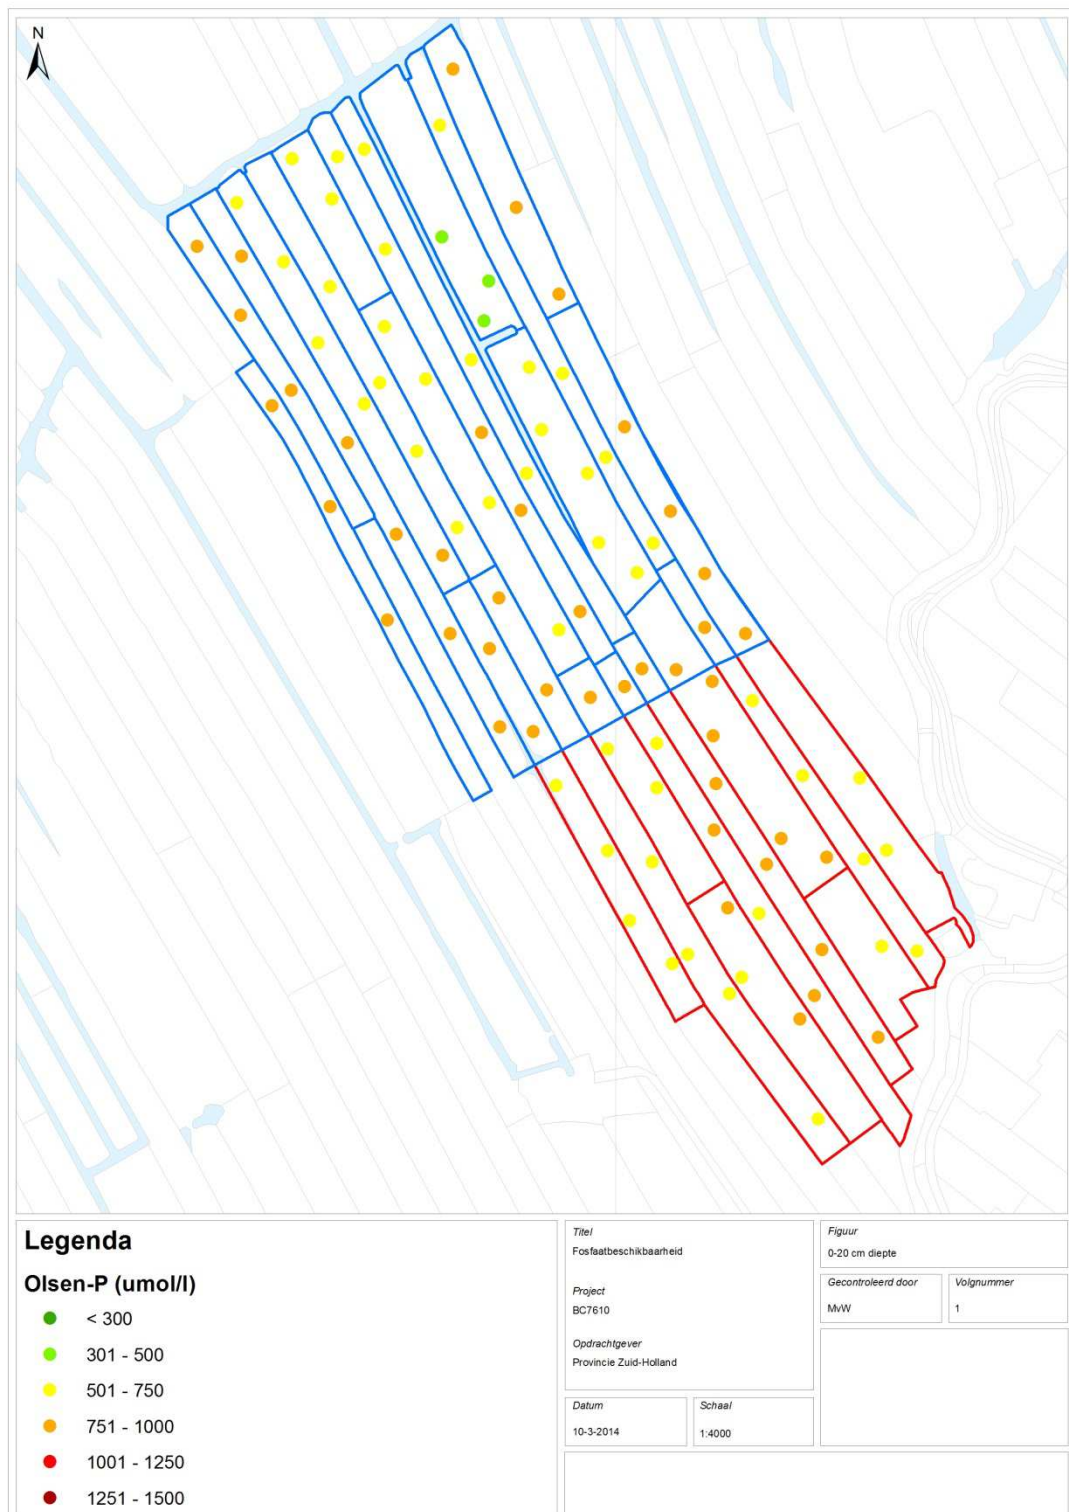 N
Legenda
Olsen-P (umol/l)
< 300
301 - 500
501 - 750
751 - 1000
1001 - 1250
1251 - 1500
Titel
Fosfaatbeschikbaarheid
Project
BC7610
Opdrachtgever
Provincie Zuid-Holland
Datum
10-3-2014
Schaal
1:4000
Figuur
0-20 cm diepte
Gecontroleerd door
MvW
Volgnummer
1